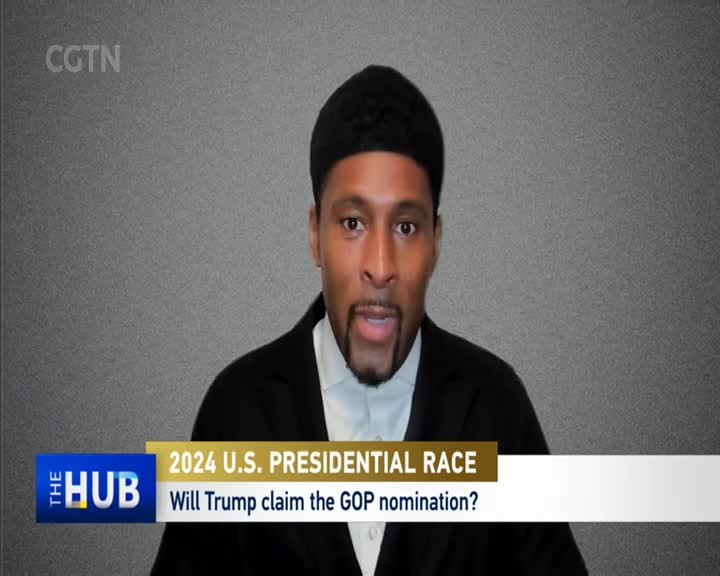 CGTN
2024 U.S. PRESIDENTIAL RACE
THE HUB
Will Trump claim the GOP nomination?